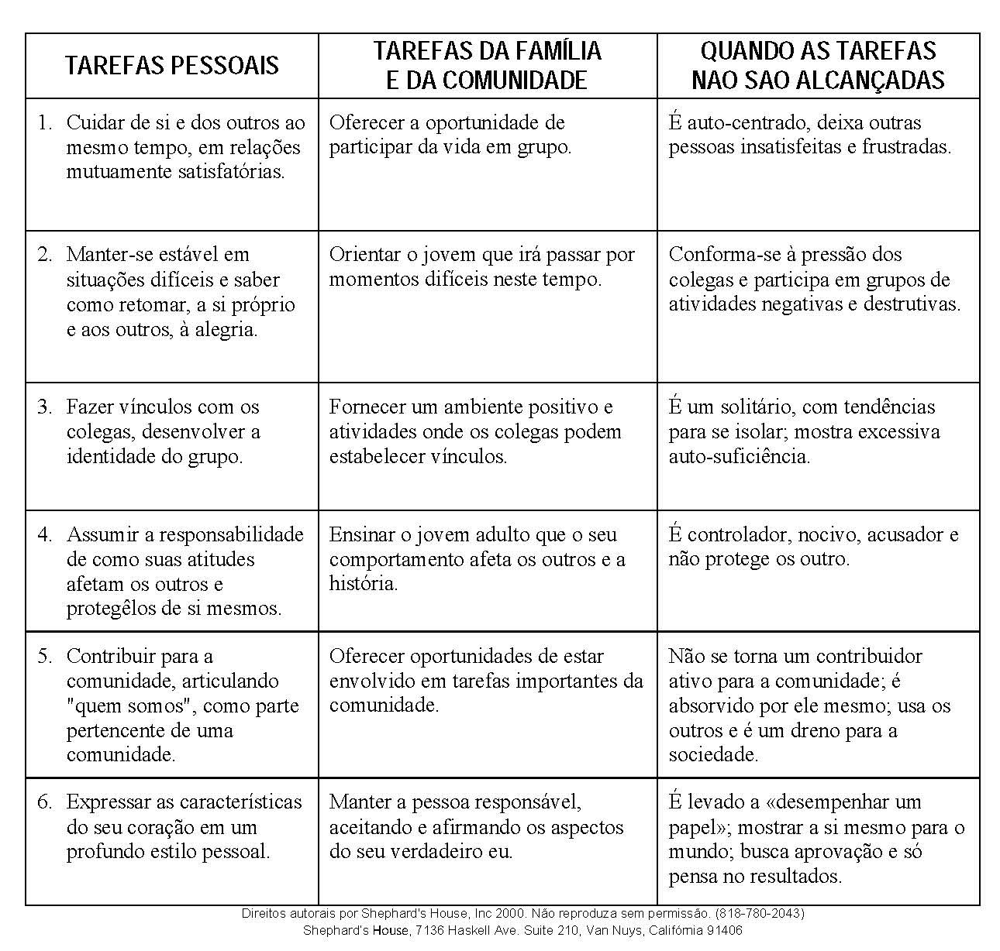 TAREFAS PESSOAIS
TAREFAS DA FAMÍLIA
E DA COMUNIDADE
QUANDO AS TAREFAS
NAO SAO ALCANÇADAS
1. Cuidar de si e dos outros ao
mesmo tempo, em relações
mutuamente satisfatórias.
Oferecer a oportunidade de
participar da vida em grupo.
É auto-centrado, deixa outras
pessoas insatisfeitas e frustradas.
2. Manter-se estável em
situações difíceis e saber
como retomar, a si próprio
e aos outros, à alegria.
Orientar o jovem que irá passar por
momentos difíceis neste tempo.
Conforma-se à pressão dos
colegas e participa em grupos de
atividades negativas e destrutivas.
3. Fazer vínculos com os
colegas, desenvolver a
identidade do grupo.
Fornecer um ambiente positivo e
atividades onde os colegas podem
estabelecer vínculos.
É um solitário, com tendências
para se isolar; mostra excessiva
auto-suficiência.
4. Assumir a responsabilidade
de como suas atitudes
afetam os outros e
protegêlos de si mesmos.
Ensinar o jovem adulto que o seu
comportamento afeta os outros e a
história.
É controlador, nocivo, acusador e
não protege os outro.
5. Contribuir para a
comunidade, articulando
"quem somos", como parte
pertencente de uma
comunidade.
Oferecer oportunidades de estar
envolvido em tarefas importantes da
comunidade.
Não se torna um contribuidor
ativo para a comunidade; é
absorvido por ele mesmo; usa os
outros e é um dreno para a
sociedade.
6. Expressar as características
do seu coração em um
profundo estilo pessoal.
Manter a pessoa responsável,
aceitando e afirmando os aspectos
do seu verdadeiro eu.
É levado a «desempenhar um
papel»; mostrar a si mesmo para o
mundo; busca aprovação e só
pensa no resultados.
Direitos autorais por Shephard's House, Inc 2000. Não reproduza sem permissão. (818-780-2043)
Shephard's House, 7136 Haskell Ave. Suite 210, Van Nuys, Califórnia 91406